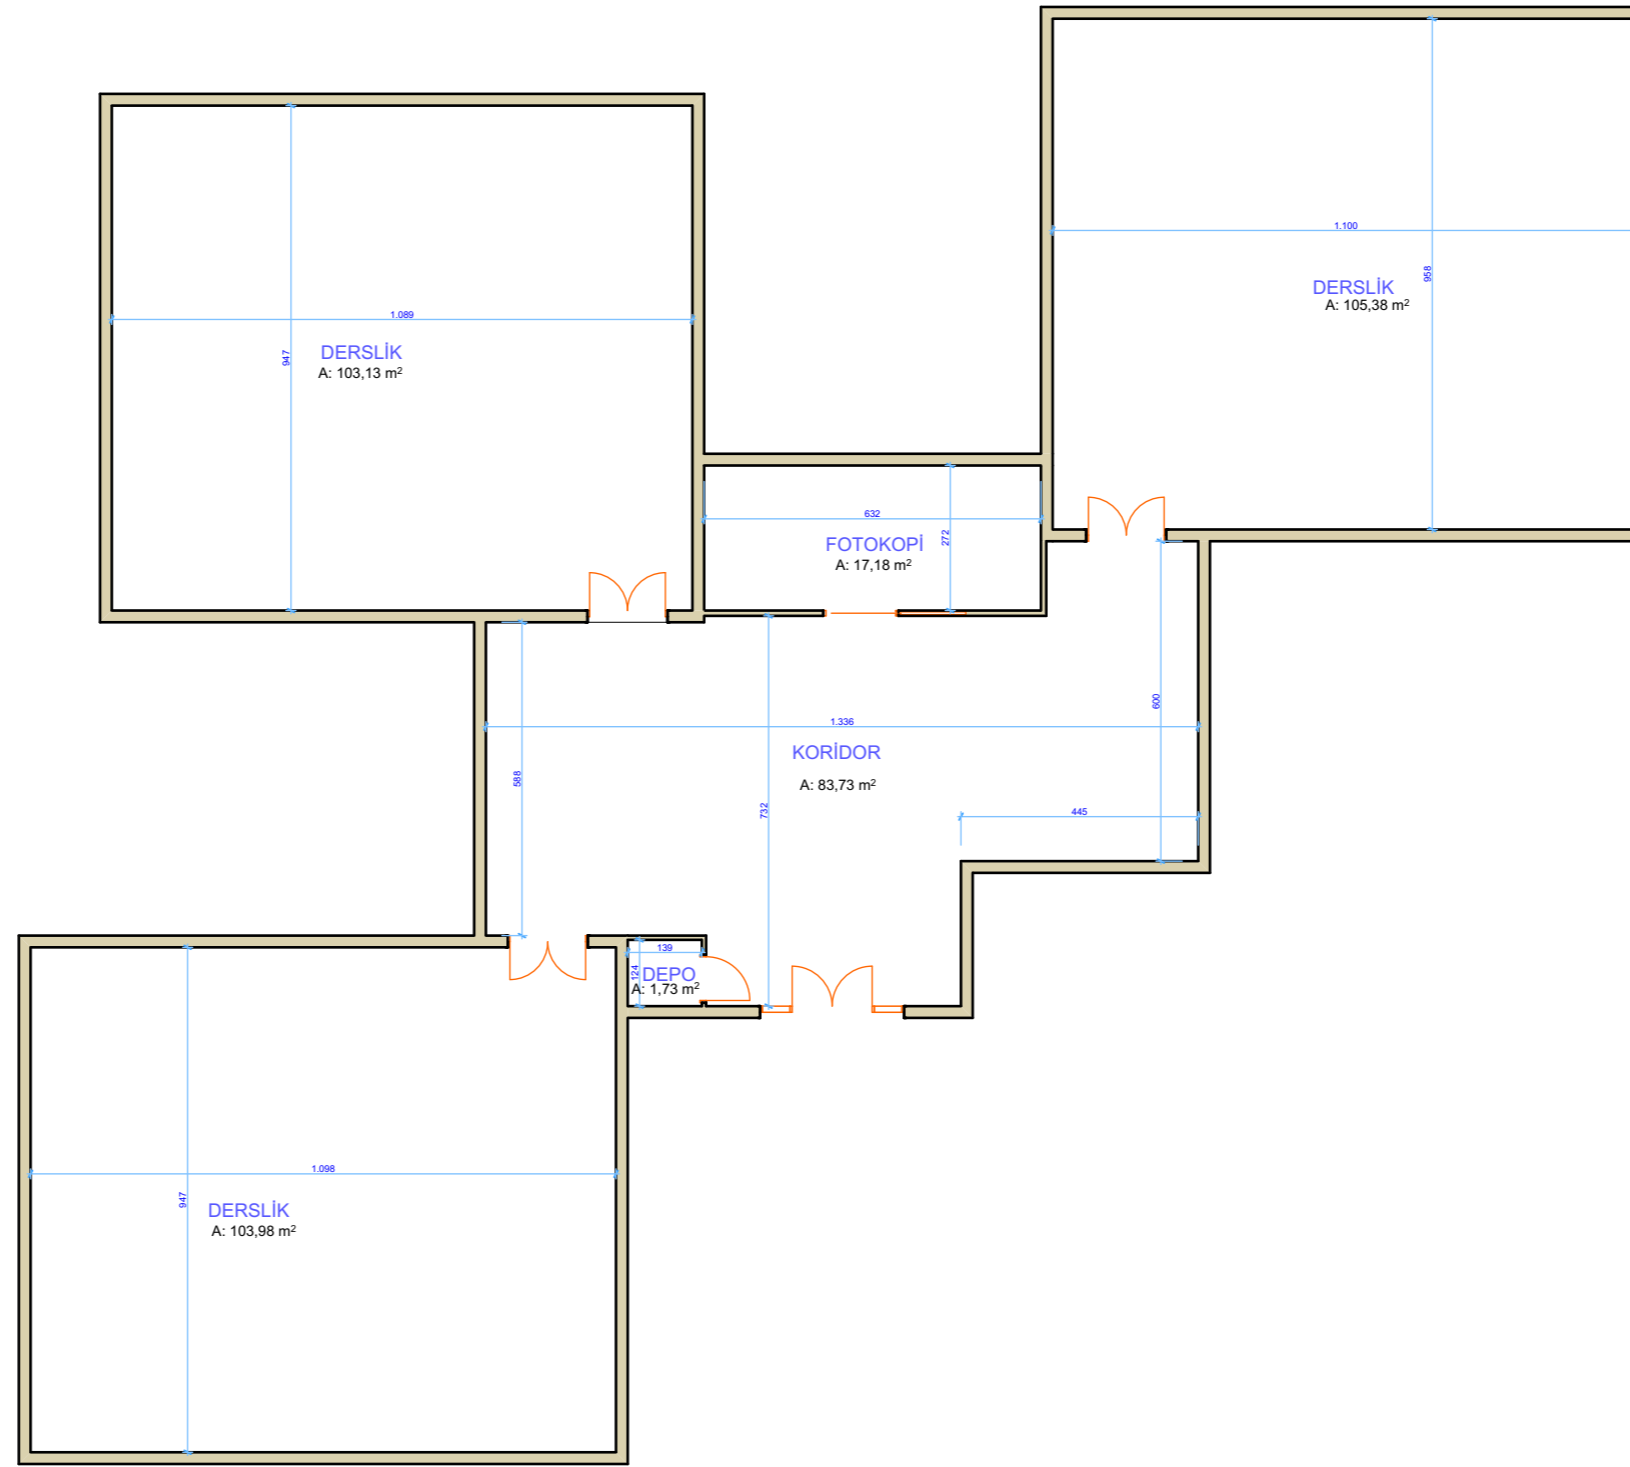 1.100
958
DERSLİK
A: 105,38 m²
1.089
947
DERSLİK
A: 103,13 m²
632
272
FOTOKOPİ
A: 17,18 m²
588
1.336
600
KORİDOR
A: 83,73 m²
732
445
139
124
DEPO
A: 1,73 m²
1.098
947
DERSLİK
A: 103,98 m²